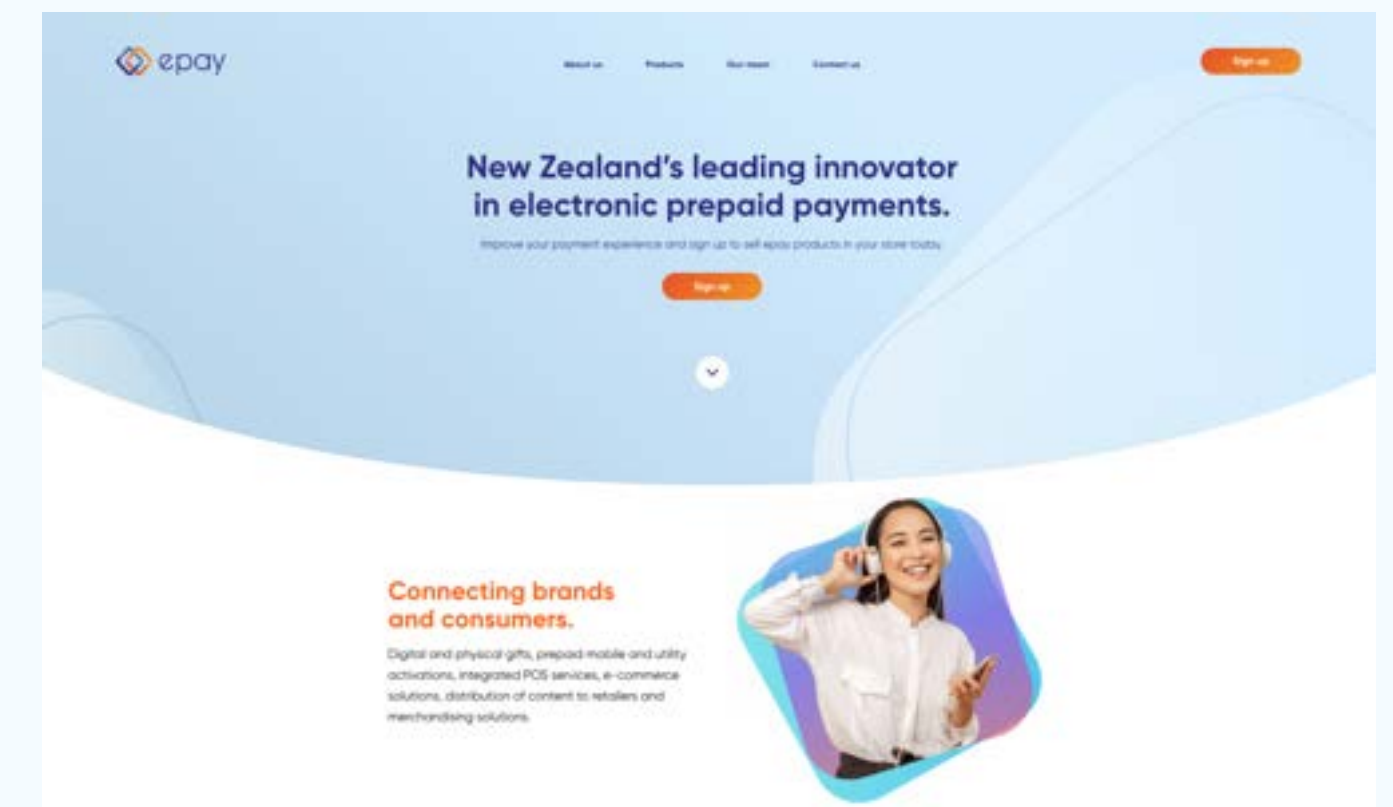 epay
About us Products Our team Contact us
Sign up
New Zealand's leading innovator
in electronic prepaid payments.
Improve your payment experience and sign up to sell epay products in your store today.
Sign up
Connecting brands
and consumers.
Digital and physical gifts, prepaid mobile and utility
activations, integrated POS services, e-commerce
solutions, distribution of content to retailers and
merchandising solutions.